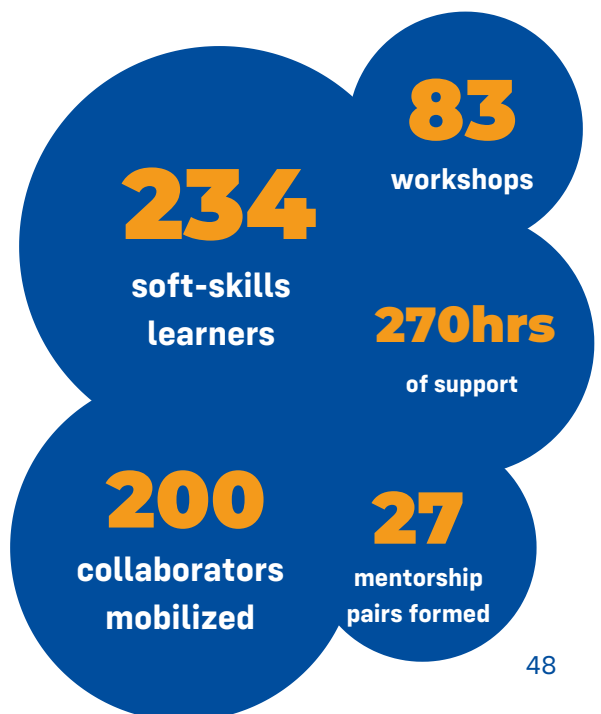 83
workshops
234
soft-skills
learners
270hrs
of support
200
collaborators
mobilized
27
mentorship
pairs formed
48